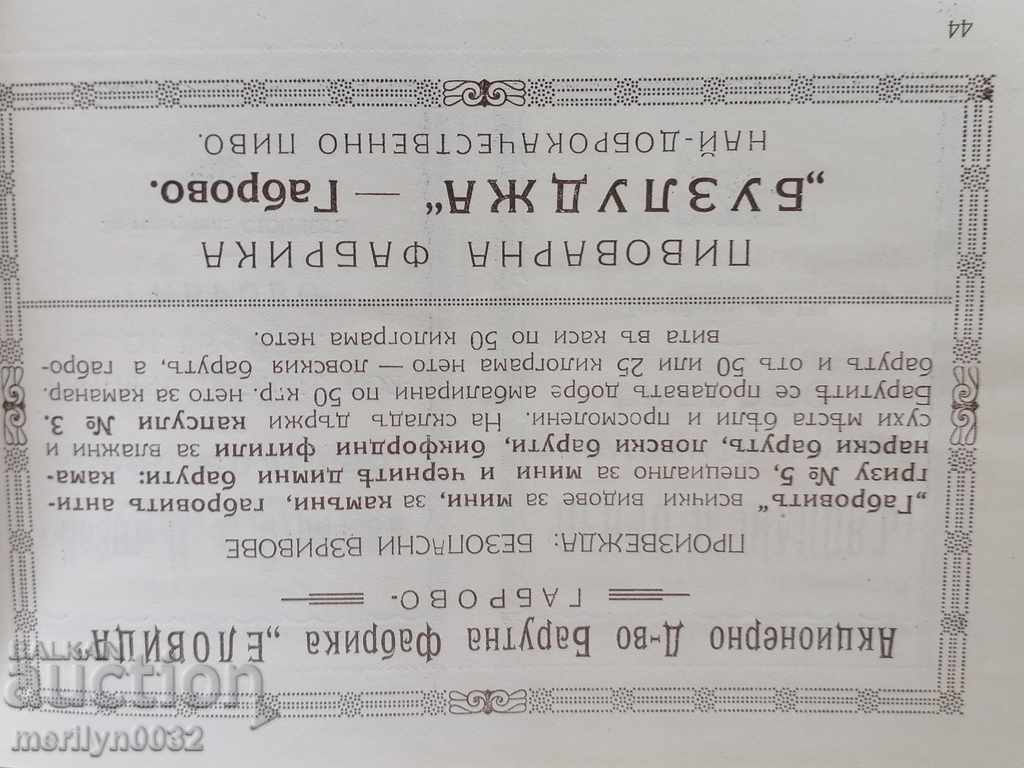 Акционерно Д-во Барутна фабрика „ЕЛОВИЦА"
ГАБРОВО.
ПРОИЗВЕЖДА: БЕЗОПАСНИ ВЗРИВОВЕ
„Габровитъ" всички видове за мини, за камъни, габровитъ анти-
гризу № 5, специално за мини и чернитѣ димни барути: кама-
нарски барутъ, ловски барути, бикфордни фитили за влажни и
сухи мѣста бѣли и просмолени. На складъ държи капсули № 3.
Барутитѣ се продаватъ добре амбалирани по 50 кгр. нето за каманар.
барутъ и отъ 50 или 25 килограма нето — ловския барутъ, а габро-
вита въ каси по 50 килограма нето.
ПИВОВАРНА ФАБРИКА
„БУЗЛУДЖА" — Габрово.
НАЙ-ДОБРОКАЧЕСТВЕННО ПИВО.
44
BALKAN
auction
merilyn0032